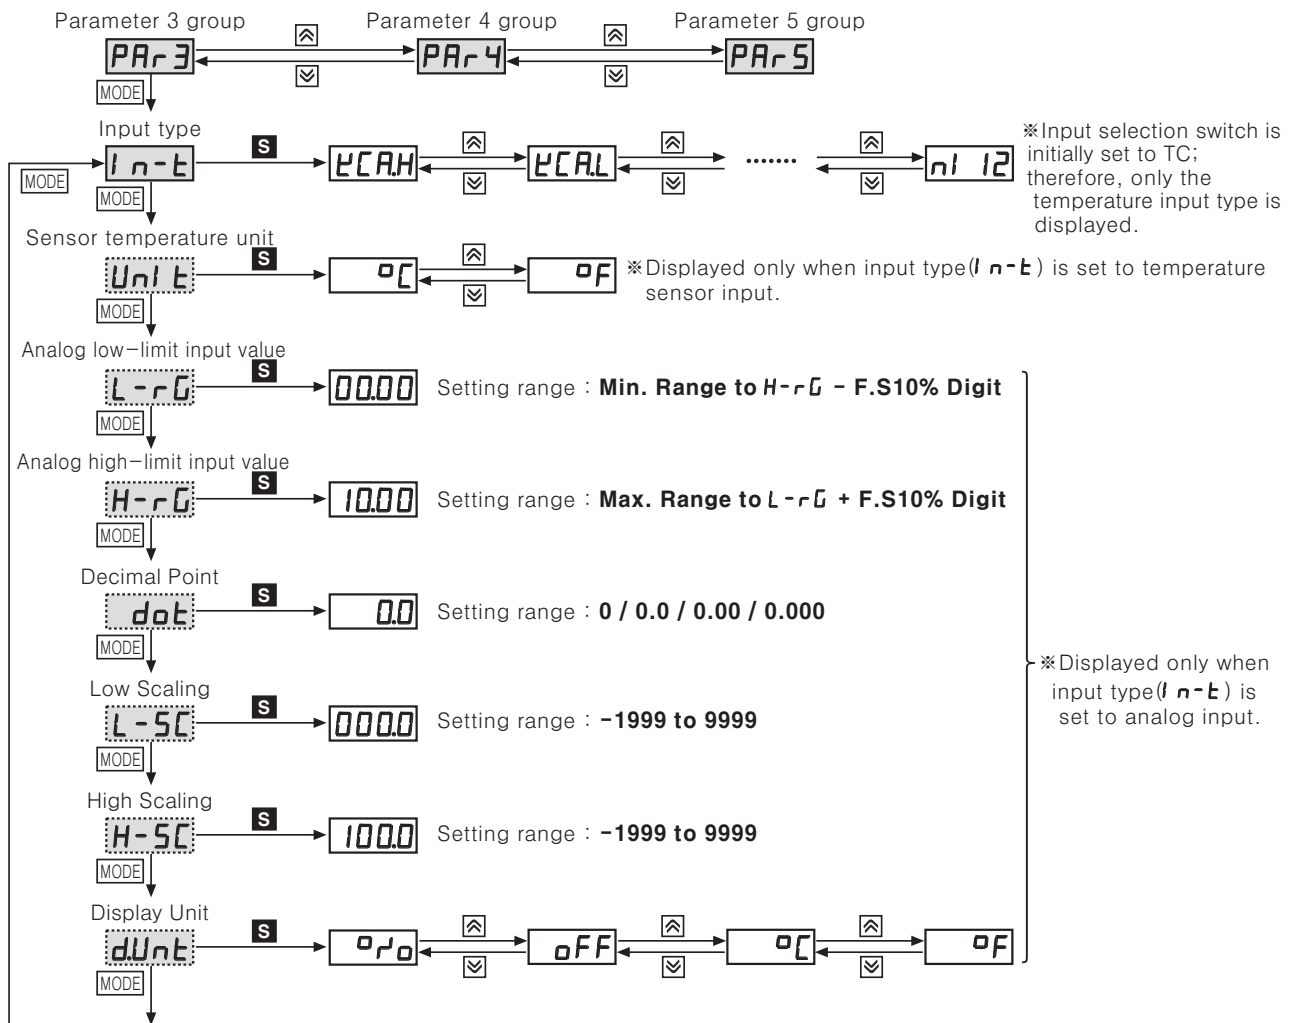 Parameter 3 group Parameter 4 group Parameter 5 group
PAr3 PAr4 PAr5
MODE
Input type
In-t S KCA.H KCA.L ....... nI 12
※Input selection switch is
initially set to TC;
therefore, only the
temperature input type is
displayed.
MODE
MODE
Sensor temperature unit
UnIt S °C °F ※Displayed only when input type(In-t) is set to temperature
sensor input.
MODE
Analog low-limit input value
L-rG S 00.00 Setting range : Min. Range to H-rG - F.S10% Digit
MODE
Analog high-limit input value
H-rG S 10.00 Setting range : Max. Range to L-rG + F.S10% Digit
MODE
Decimal Point
dot S 0.0 Setting range : 0 / 0.0 / 0.00 / 0.000
MODE
※Displayed only when
input type(In-t) is
set to analog input.
Low Scaling
L-SC S 000.0 Setting range : -1999 to 9999
MODE
High Scaling
H-SC S 100.0 Setting range : -1999 to 9999
MODE
Display Unit
d.Unt S % oFF °C °F
MODE